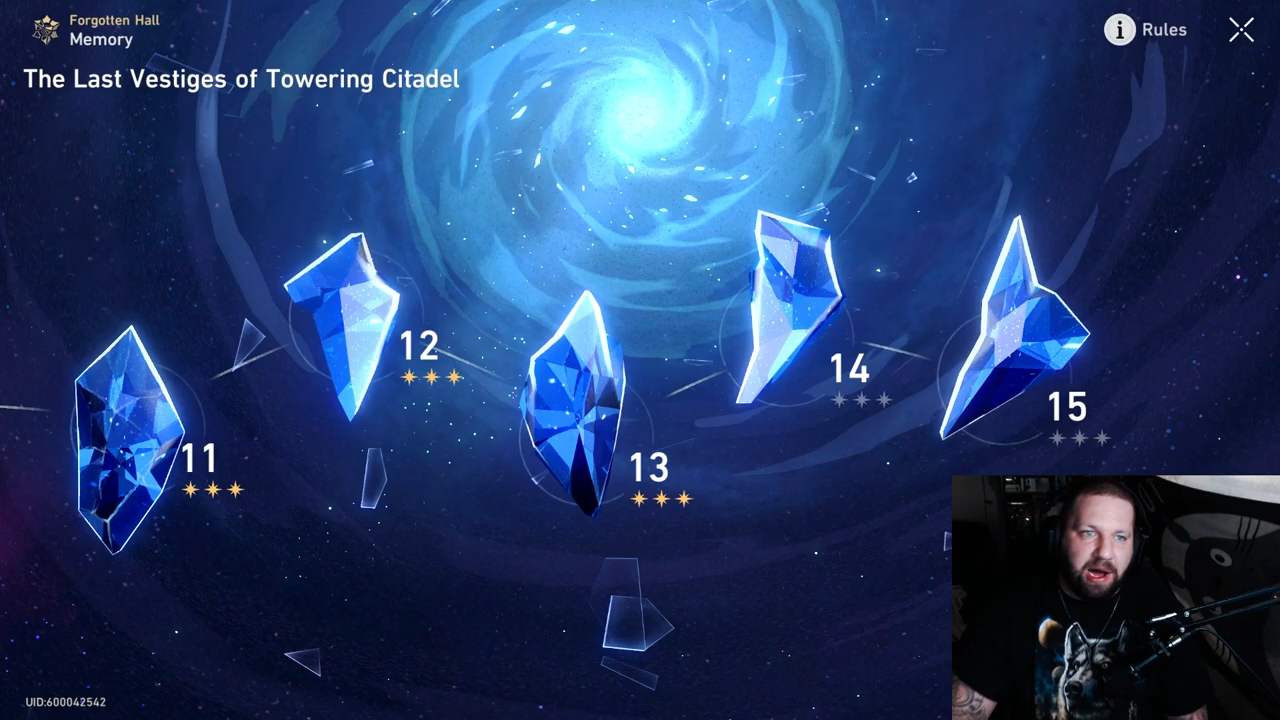 Forgotten Hall
Memory
Rules
The Last Vestiges of Towering Citadel
12
14
15
11
13
UID:600042542